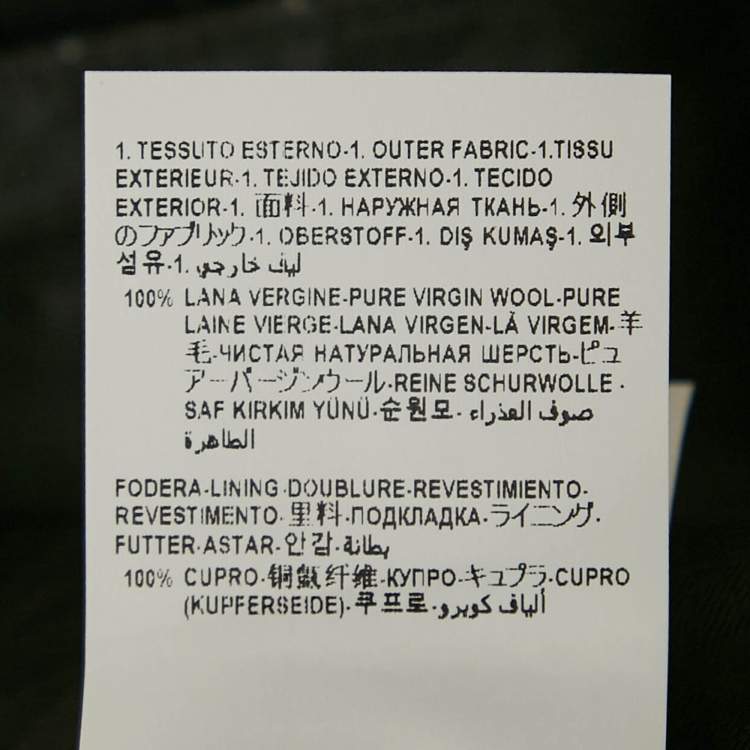 1. TESSUTO ESTERNO-1. OUTER FABRIC-1.TISSU
EXTERIEUR-1. TEJIDO EXTERNO-1. TECIDO
EXTERIOR-1. 面料-1. НАРУЖНАЯ ТКАНЬ-1. 外側
のファブリック-1. OBERSTOFF-1. DIŞ KUMAŞ-1. 외부
섬유-1. لياف خارجي
100% LANA VERGINE-PURE VIRGIN WOOL-PURE
LAINE VIERGE-LANA VIRGEN-LÀ VIRGEM-羊
毛-ЧИСТАЯ НАТУРАЛЬНАЯ ШЕРСТЬ-ピュ
アーバージンウール-REINE SCHURWOLLE-
SAF KIRKIM YÜNÜ-순원모- صوف العذراء
الطاهرة
FODERA-LINING-DOUBLURE-REVESTIMIENTO-
REVESTIMENTO-里料-ПОДКЛАДКА-ライニング-
FUTTER-ASTAR-안감-بطانة
100% CUPRO-铜氨纤维-КУПРО-キュプラ-CUPRO
(KUPFERSEIDE)-쿠프로-ألياف كوبرو